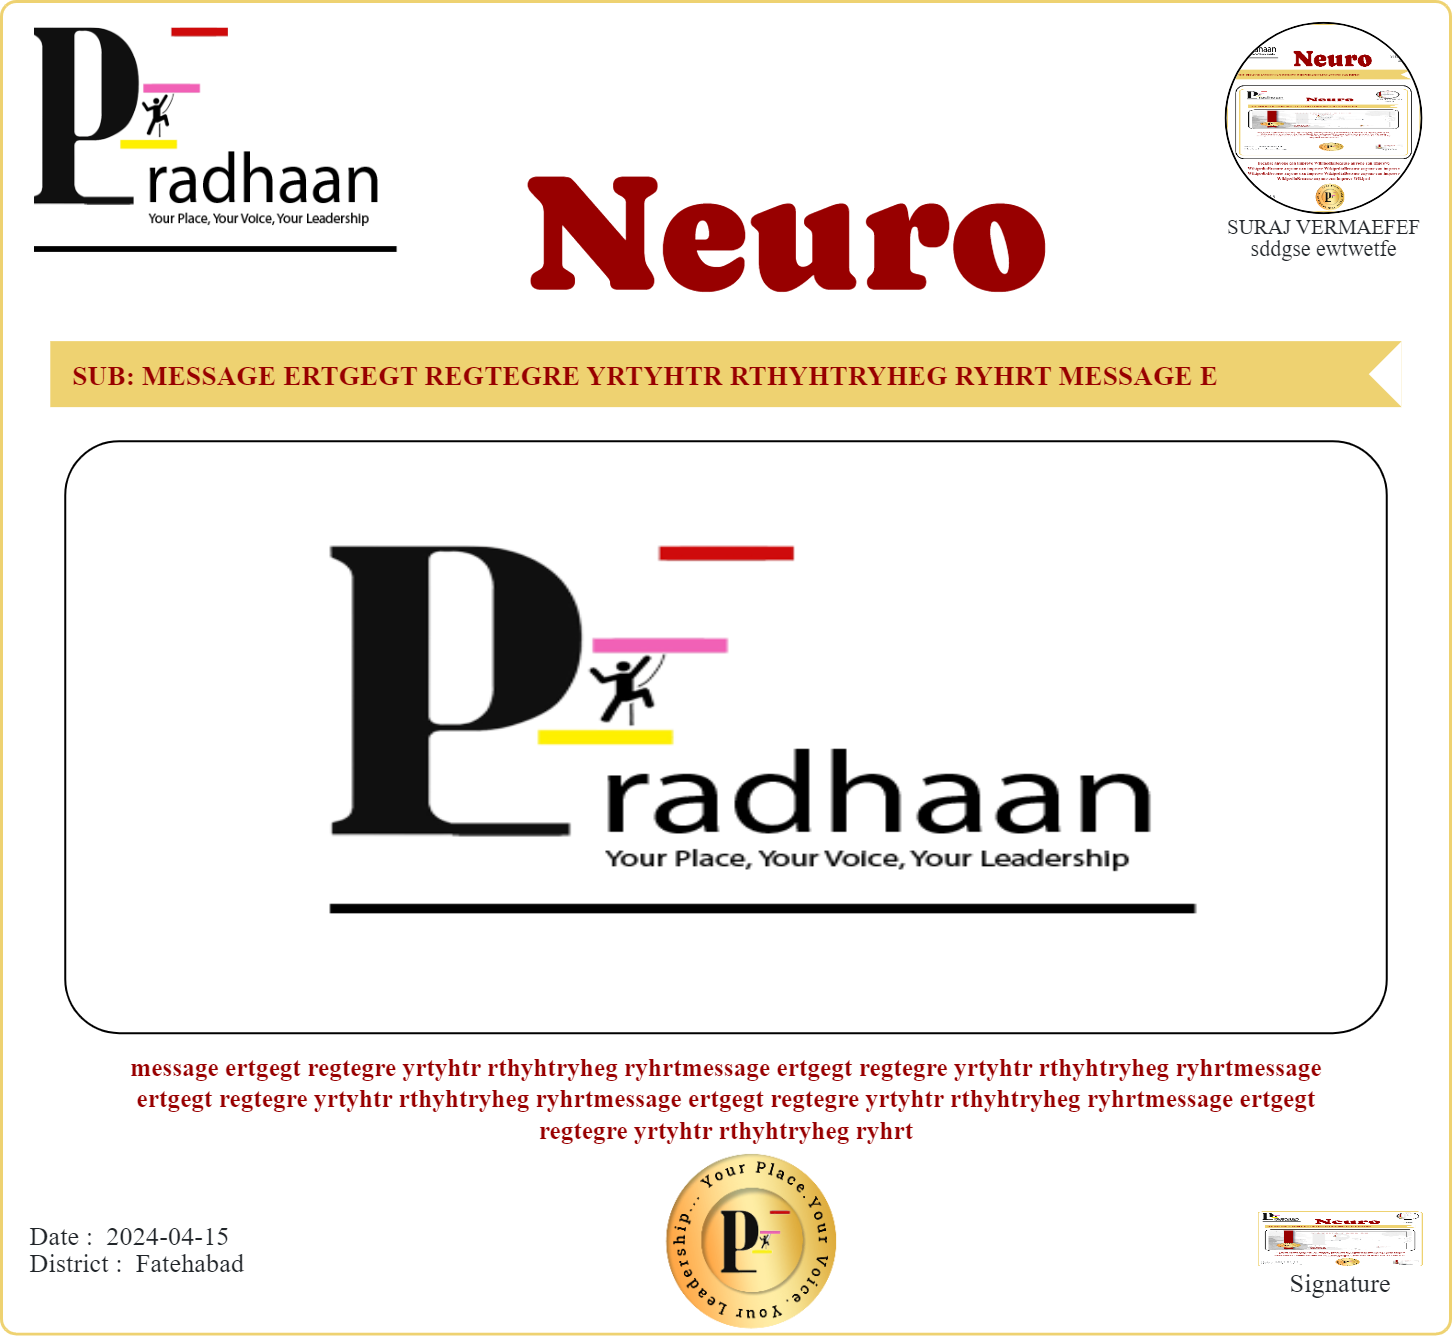 Pradhaan
Your Place, Your Voice, Your Leadership
Neuro
Neuro
Neuro
SURAJ VERMAEFEF
sddgse ewtwetfe
SUB: MESSAGE ERTGEGT REGTEGRE YRTYHTR RTHYHTRYHEG RYHRT MESSAGE E
Pradhaan
Your Place, Your Voice, Your Leadership
message ertgegt regtegre yrtyhtr rthyhtryheg ryhrtmessage ertgegt regtegre yrtyhtr rthyhtryheg ryhrtmessage
ertgegt regtegre yrtyhtr rthyhtryheg ryhrtmessage ertgegt regtegre yrtyhtr rthyhtryheg ryhrtmessage ertgegt
regtegre yrtyhtr rthyhtryheg ryhrt
Your Place. Your Voice. Your Leadership...
P
Date : 2024-04-15
District : Fatehabad
Neuro
Signature